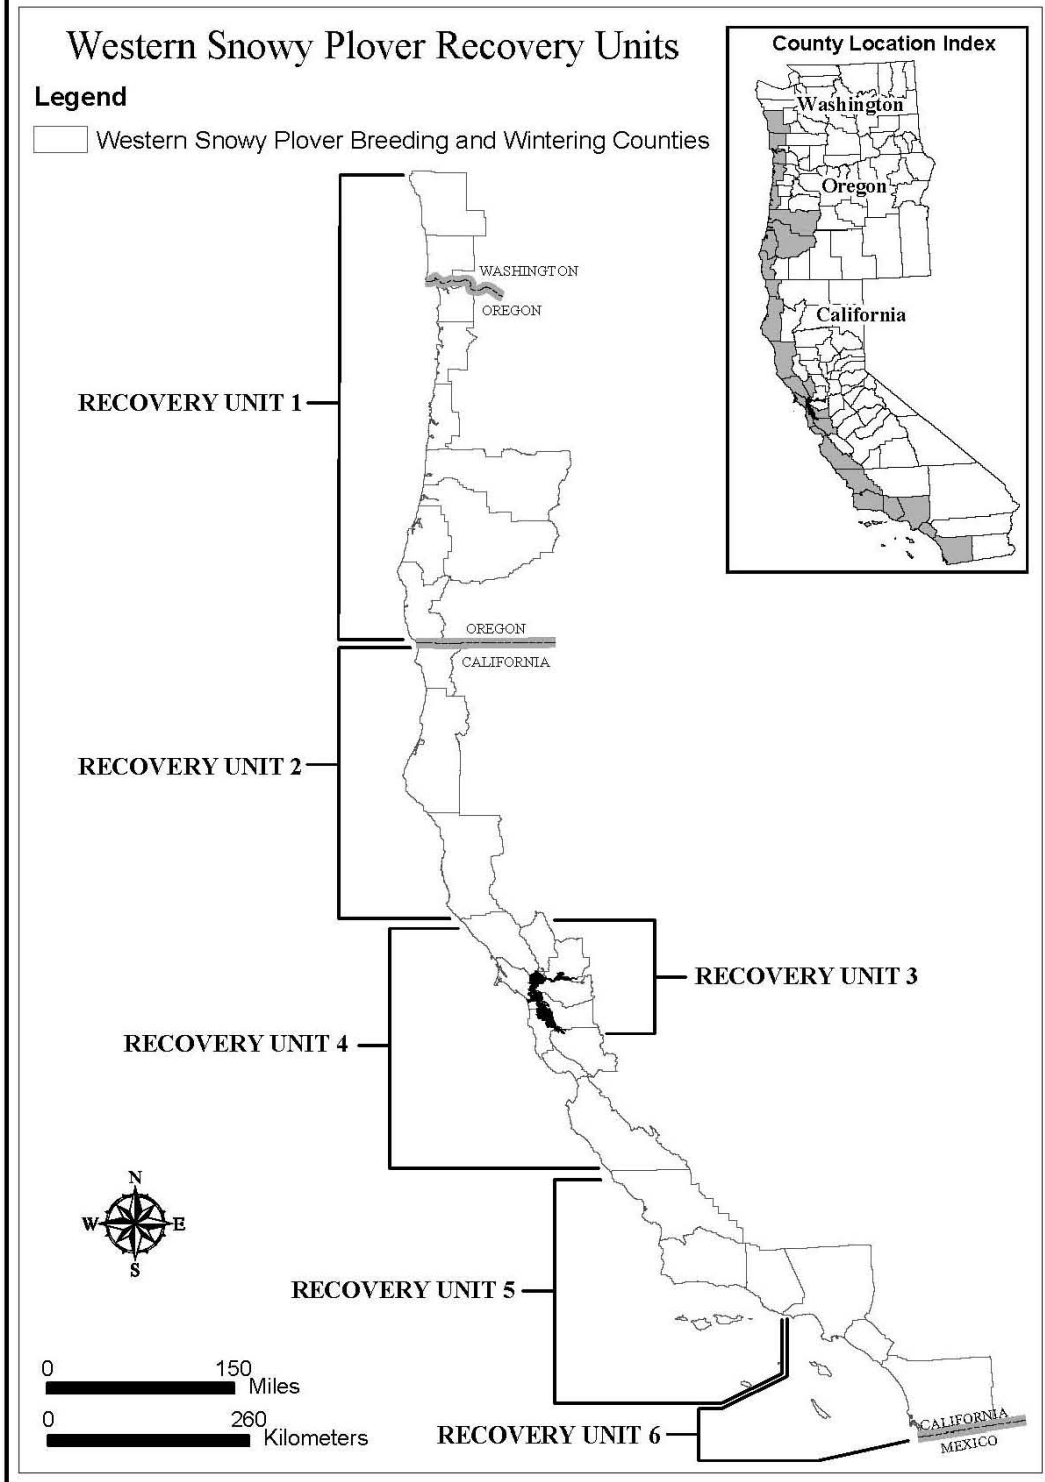 Western Snowy Plover Recovery Units
Legend
Western Snowy Plover Breeding and Wintering Counties
County Location Index
Washington
Oregon
California
WASHINGTON
OREGON
RECOVERY UNIT 1
OREGON
CALIFORNIA
RECOVERY UNIT 2
RECOVERY UNIT 3
RECOVERY UNIT 4
N
W E
S
RECOVERY UNIT 5
0 150
Miles
0 260
Kilometers
RECOVERY UNIT 6
CALIFORNIA
MEXICO